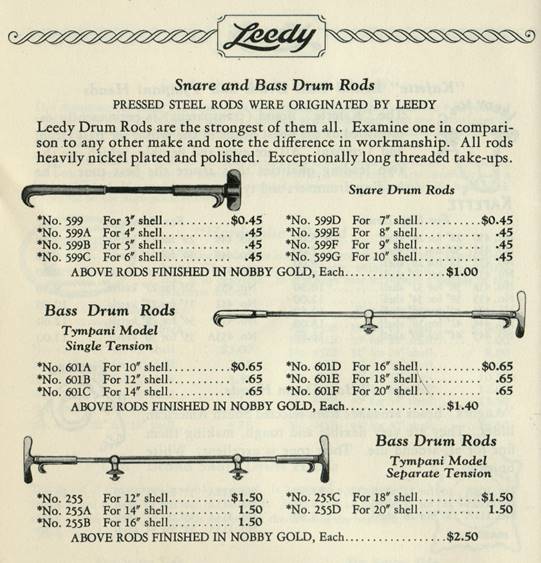 Leedy
Snare and Bass Drum Rods
PRESSED STEEL RODS WERE ORIGINATED BY LEEDY
Leedy Drum Rods are the strongest of them all. Examine one in compari-
son to any other make and note the difference in workmanship. All rods
heavily nickel plated and polished. Exceptionally long threaded take-ups.
Snare Drum Rods
*No. 599 For 3" shell...........$0.45
*No. 599A For 4" shell........... .45
*No. 599B For 5" shell........... .45
*No. 599C For 6" shell........... .45
*No. 599D For 7" shell...........$0.45
*No. 599E For 8" shell........... .45
*No. 599F For 9" shell........... .45
*No. 599G For 10" shell........... .45
ABOVE RODS FINISHED IN NOBBY GOLD, Each.................$1.00
Bass Drum Rods
Tympani Model
Single Tension
*No. 601A For 10" shell...........$0.65
*No. 601B For 12" shell........... .65
*No. 601C For 14" shell........... .65
*No. 601D For 16" shell...........$0.65
*No. 601E For 18" shell........... .65
*No. 601F For 20" shell........... .65
ABOVE RODS FINISHED IN NOBBY GOLD, Each.................$1.40
Bass Drum Rods
Tympani Model
Separate Tension
*No. 255 For 12" shell...........$1.50
*No. 255A For 14" shell........... 1.50
*No. 255B For 16" shell........... 1.50
*No. 255C For 18" shell...........$1.50
*No. 255D For 20" shell........... 1.50
ABOVE RODS FINISHED IN NOBBY GOLD, Each.................$2.50